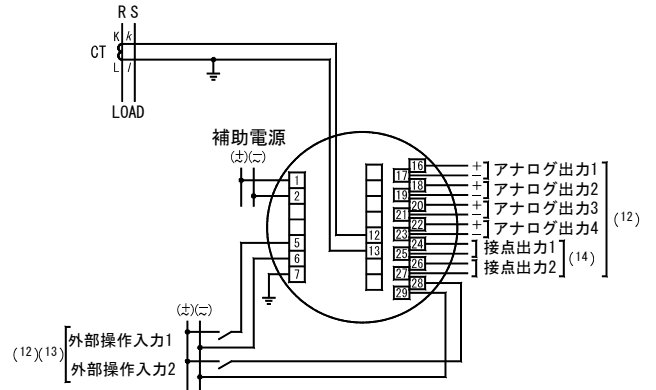 R S
K k
CT
L l
LOAD
補助電源
(±)(∓)
1
2
5
6
7
12
13
16
17
18
19
20
21
22
23
24
25
26
27
28
29
+
−
アナログ出力1
+
−
アナログ出力2
+
−
アナログ出力3
+
−
アナログ出力4
(12)
接点出力1
接点出力2
(14)
(±)(∓)
(12)(13)
外部操作入力1
外部操作入力2